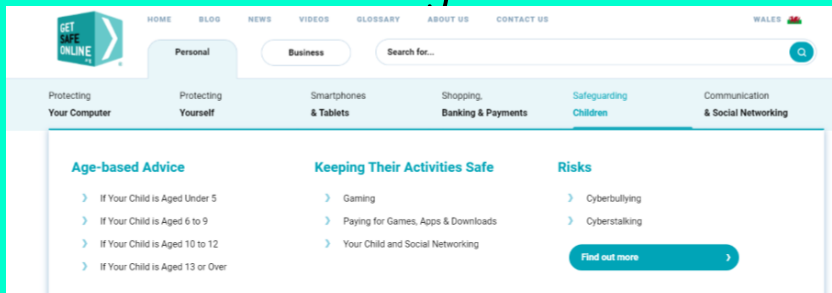 HOME BLOG NEWS VIDEOS GLOSSARY ABOUT US CONTACT US WALES
GET
SAFE
ONLINE
Personal Business Search for...
Protecting
Your Computer
Protecting
Yourself
Smartphones
& Tablets
Shopping,
Banking & Payments
Safeguarding
Children
Communication
& Social Networking
Age-based Advice
If Your Child is Aged Under 5
If Your Child is Aged 6 to 9
If Your Child is Aged 10 to 12
If Your Child is Aged 13 or Over
Keeping Their Activities Safe
Gaming
Paying for Games, Apps & Downloads
Your Child and Social Networking
Risks
Cyberbullying
Cyberstalking
Find out more